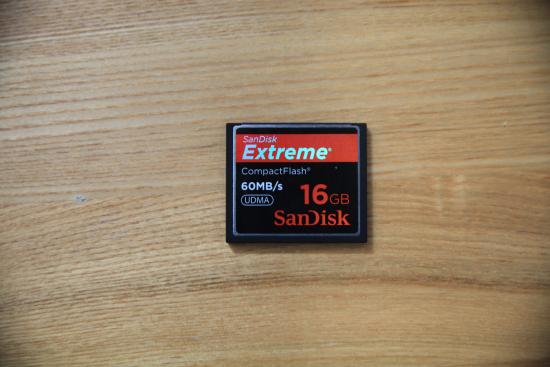 SanDisk
Extreme®
CompactFlash®
60MB/s
UDMA
16GB
SanDisk